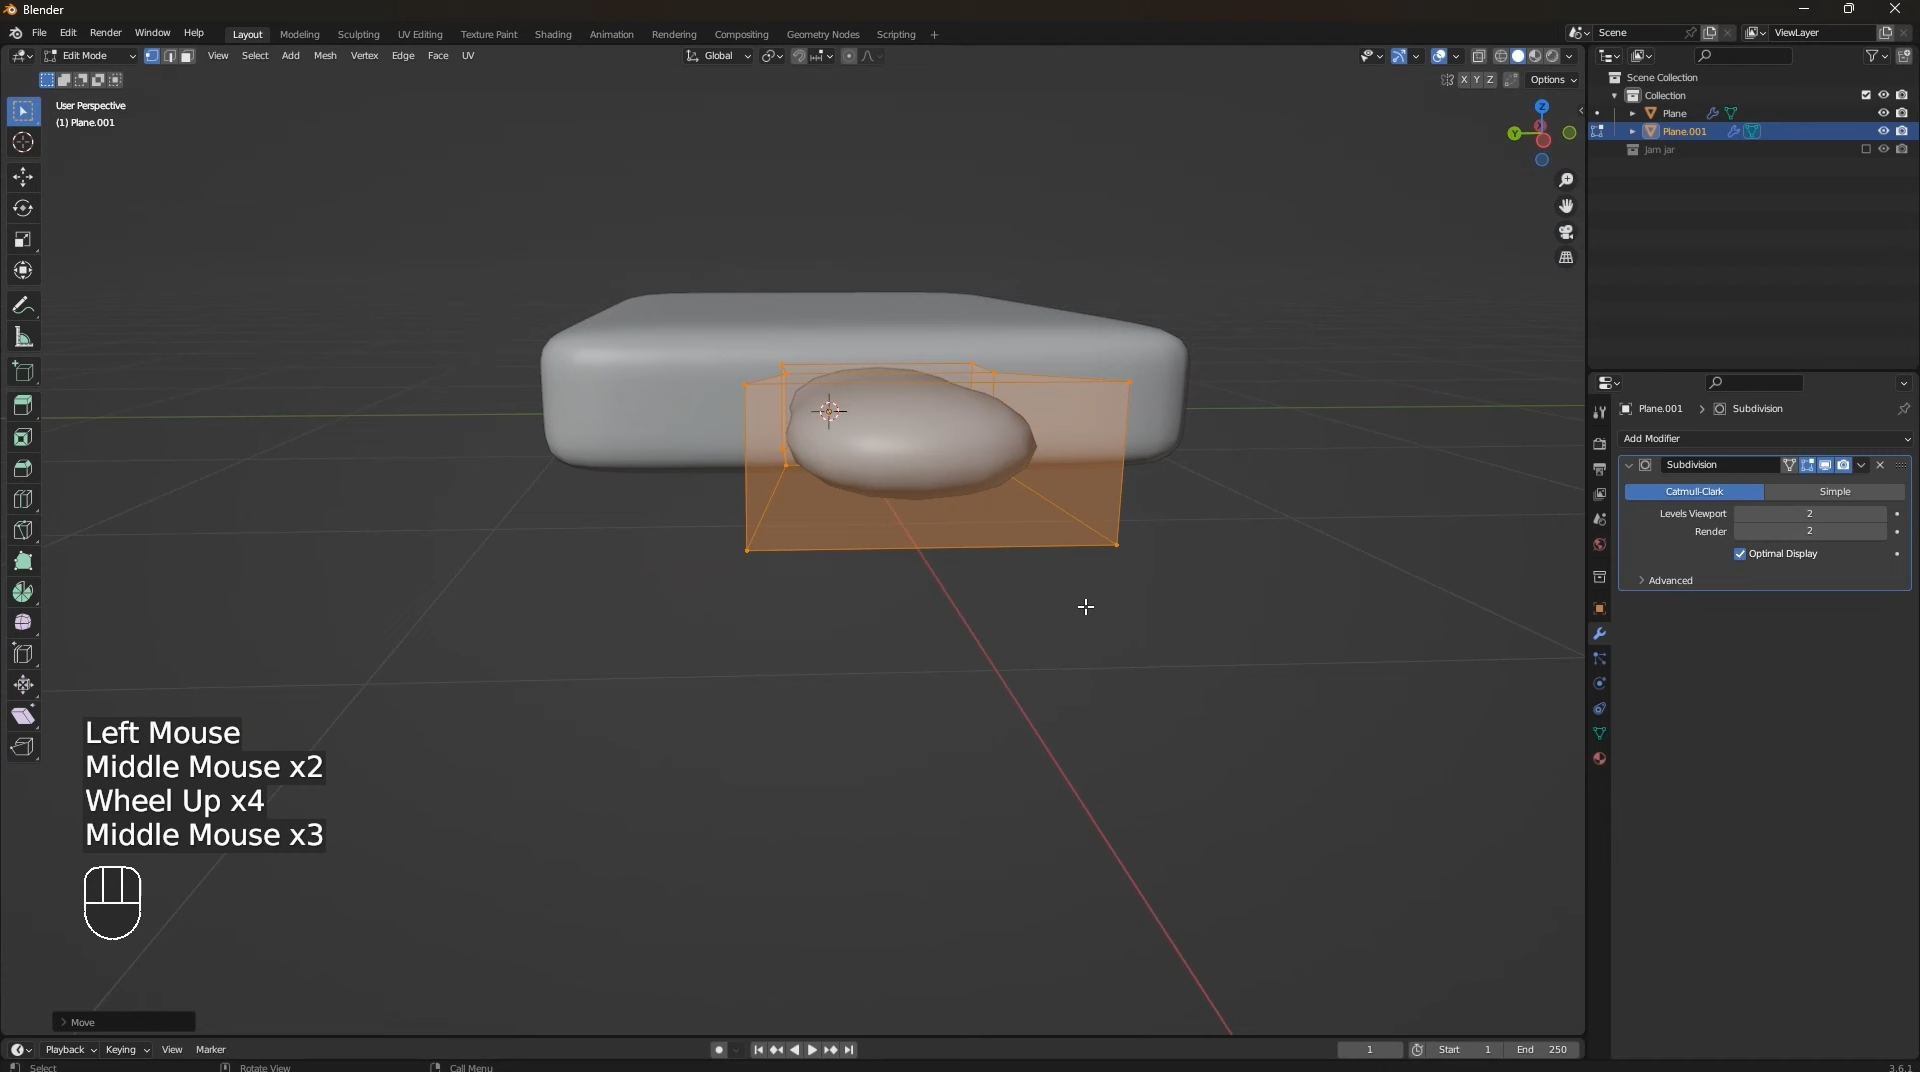 Blender
File Edit Render Window Help Layout Modeling Sculpting UV Editing Texture Paint Shading Animation Rendering Compositing Geometry Nodes Scripting + Scene ViewLayer
Edit Mode View Select Add Mesh Vertex Edge Face UV Global
X Y Z Options
User Perspective
(1) Plane.001
Z
Y
Scene Collection
Collection
Plane
Plane.001
Jam jar
Plane.001 > Subdivision
Add Modifier
Subdivision
Catmull-Clark Simple
Levels Viewport 2
Render 2
Optimal Display
Advanced
Left Mouse
Middle Mouse x2
Wheel Up x4
Middle Mouse x3
> Move
Playback Keying View Marker 1 Start 1 End 250
Select Rotate View Call Menu 3.6.1